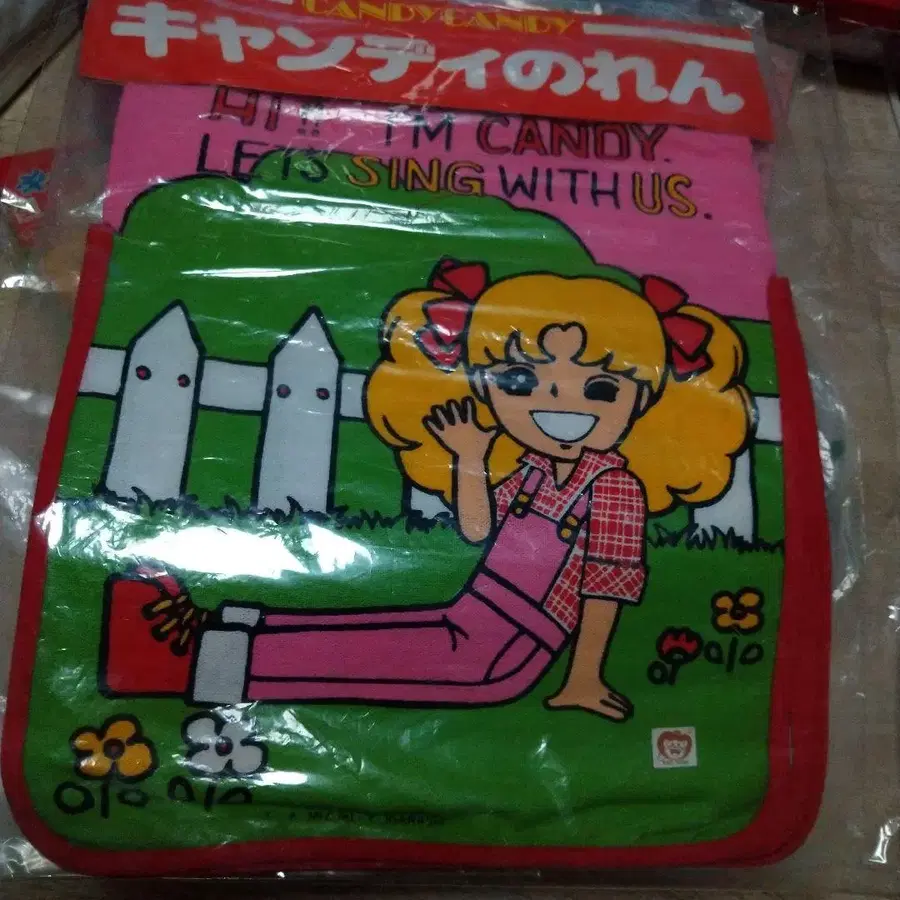 CANDY CANDY
キャンディのれん
HI!! I'M CANDY.
LET'S SING WITH US.